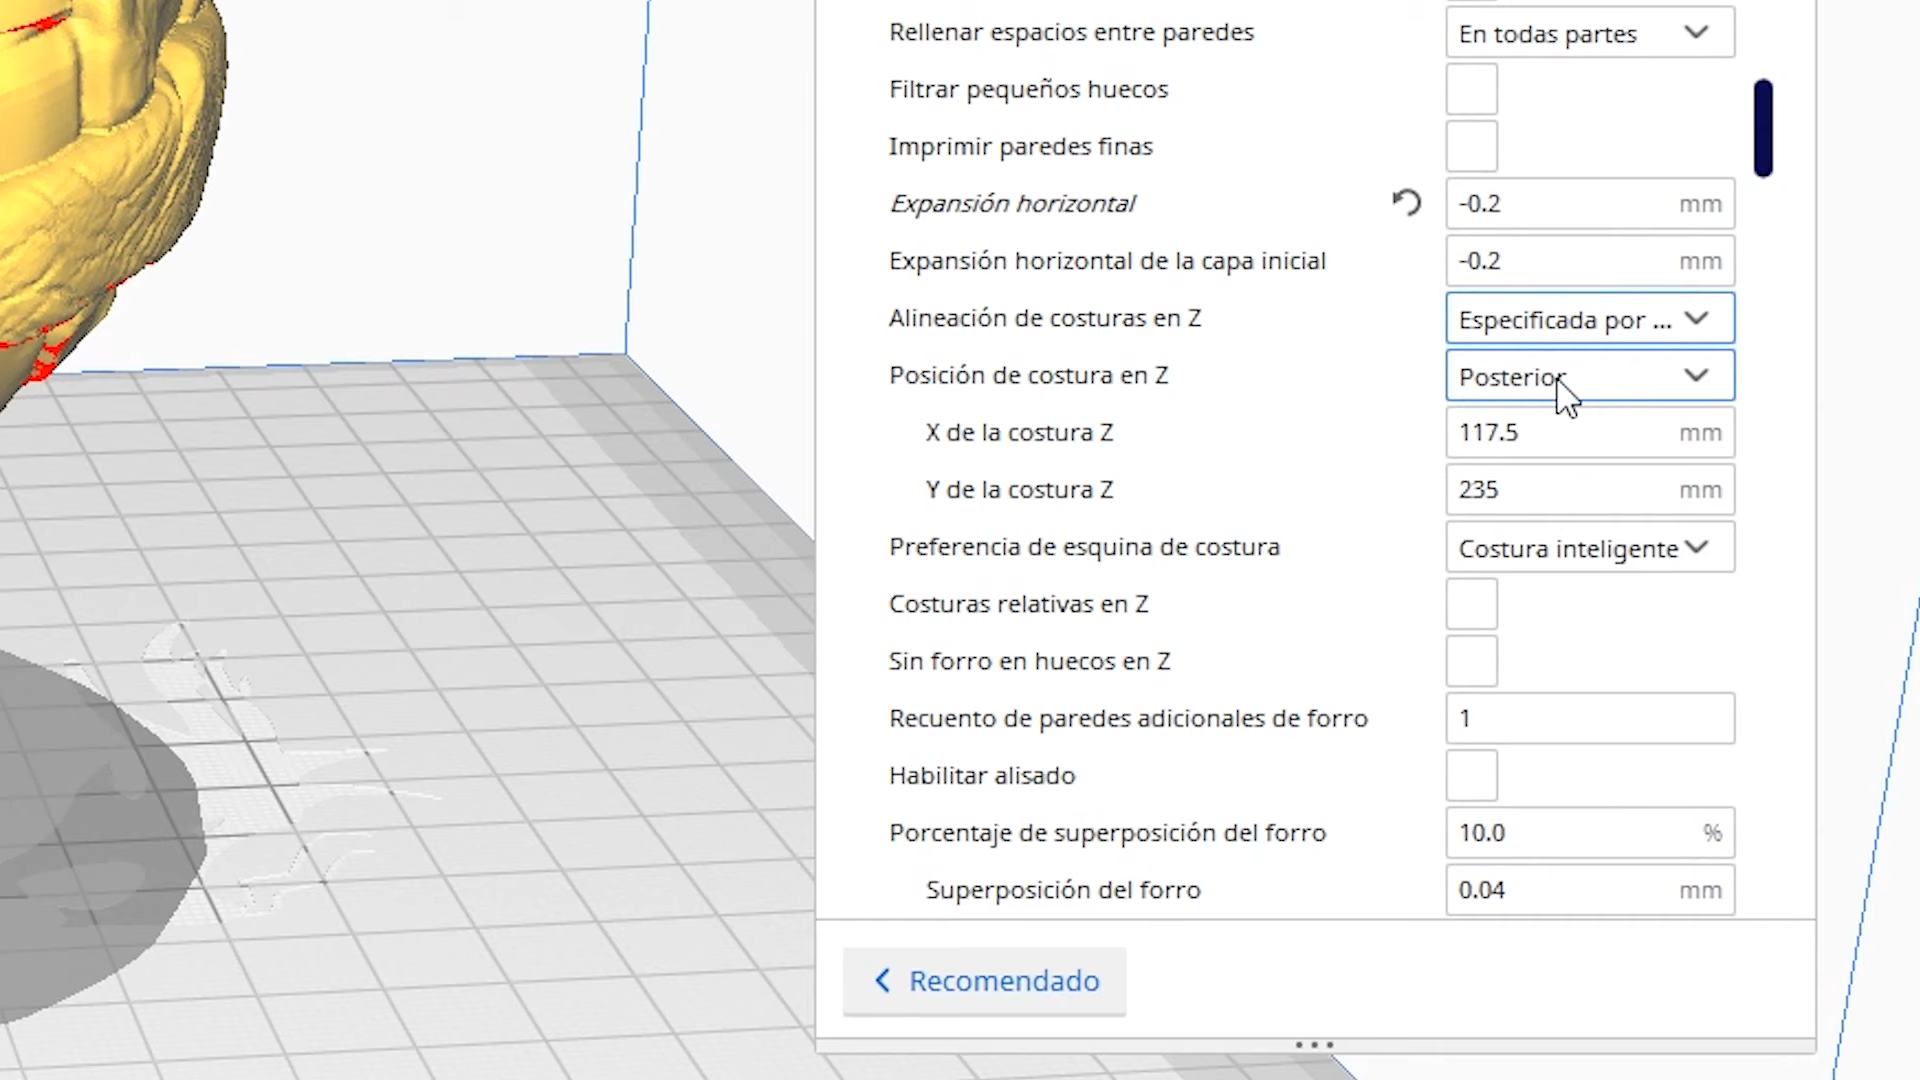 Rellenar espacios entre paredes En todas partes
Filtrar pequeños huecos
Imprimir paredes finas
Expansión horizontal -0.2 mm
Expansión horizontal de la capa inicial -0.2 mm
Alineación de costuras en Z Especificada por ...
Posición de costura en Z Posterior
X de la costura Z 117.5 mm
Y de la costura Z 235 mm
Preferencia de esquina de costura Costura inteligente
Costuras relativas en Z
Sin forro en huecos en Z
Recuento de paredes adicionales de forro 1
Habilitar alisado
Porcentaje de superposición del forro 10.0 %
Superposición del forro 0.04 mm
Recomendado